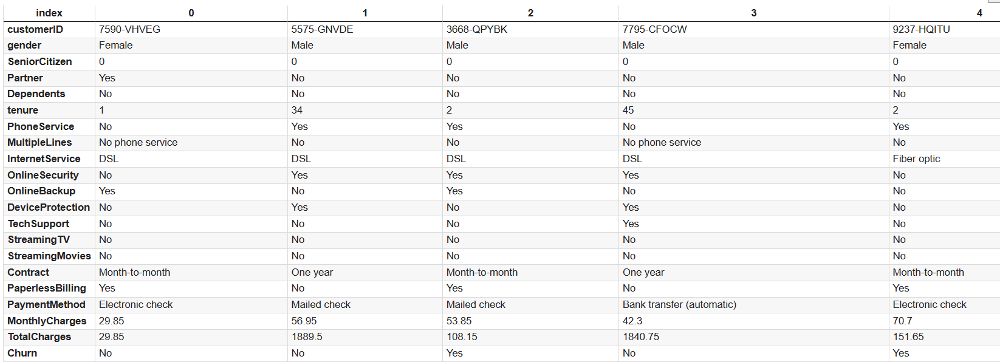 index 0 1 2 3 4
customerID 7590-VHVEG 5575-GNVDE 3668-QPYBK 7795-CFOCW 9237-HQITU
gender Female Male Male Male Female
SeniorCitizen 0 0 0 0 0
Partner Yes No No No No
Dependents No No No No No
tenure 1 34 2 45 2
PhoneService No Yes Yes No Yes
MultipleLines No phone service No No No phone service No
InternetService DSL DSL DSL DSL Fiber optic
OnlineSecurity No Yes Yes Yes No
OnlineBackup Yes No Yes No No
DeviceProtection No Yes No Yes No
TechSupport No No No Yes No
StreamingTV No No No No No
StreamingMovies No No No No No
Contract Month-to-month One year Month-to-month One year Month-to-month
PaperlessBilling Yes No Yes No Yes
PaymentMethod Electronic check Mailed check Mailed check Bank transfer (automatic) Electronic check
MonthlyCharges 29.85 56.95 53.85 42.3 70.7
TotalCharges 29.85 1889.5 108.15 1840.75 151.65
Churn No No Yes No Yes